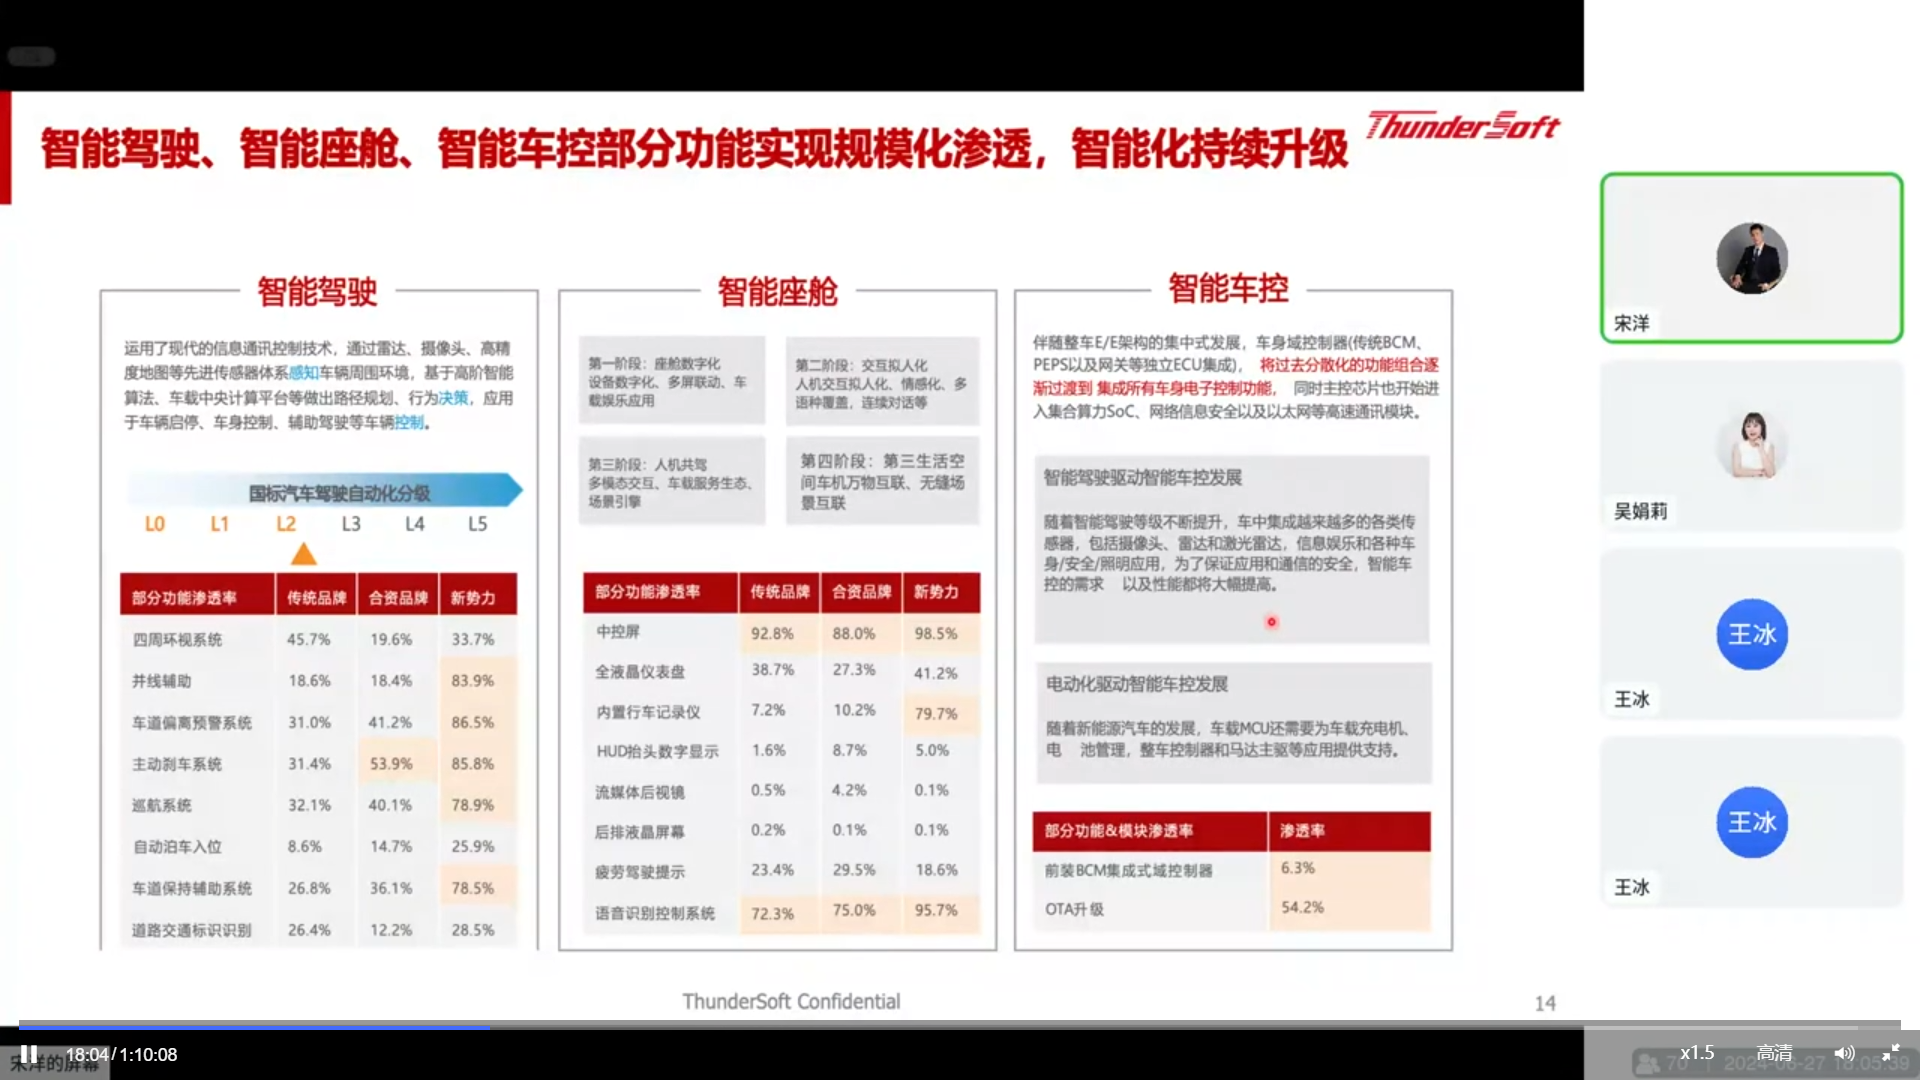 智能驾驶、智能座舱、智能车控部分功能实现规模化渗透，智能化持续升级
ThunderSoft
智能驾驶
运用了现代的信息通讯控制技术，通过雷达、摄像头、高精
度地图等先进传感器体系感知车辆周围环境，基于高阶智能
算法、车载中央计算平台等做出路径规划、行为决策，应用
于车辆启停、车身控制、辅助驾驶等车辆控制。
国标汽车驾驶自动化分级
L0 L1 L2 L3 L4 L5
部分功能渗透率 传统品牌 合资品牌 新势力
四周环视系统 45.7% 19.6% 33.7%
并线辅助 18.6% 18.4% 83.9%
车道偏离预警系统 31.0% 41.2% 86.5%
主动刹车系统 31.4% 53.9% 85.8%
巡航系统 32.1% 40.1% 78.9%
自动泊车入位 8.6% 14.7% 25.9%
车道保持辅助系统 26.8% 36.1% 78.5%
道路交通标识识别 26.4% 12.2% 28.5%
智能座舱
第一阶段：座舱数字化
设备数字化、多屏联动、车
载娱乐应用
第二阶段：交互拟人化
人机交互拟人化、情感化、多
语种覆盖，连续对话等
第三阶段：人机共驾
多模态交互、车载服务生态、
场景引擎
第四阶段：第三生活空
间车机万物互联、无缝场
景互联
部分功能渗透率 传统品牌 合资品牌 新势力
中控屏 92.8% 88.0% 98.5%
全液晶仪表盘 38.7% 27.3% 41.2%
内置行车记录仪 7.2% 10.2% 79.7%
HUD抬头数字显示 1.6% 8.7% 5.0%
流媒体后视镜 0.5% 4.2% 0.1%
后排液晶屏幕 0.2% 0.1% 0.1%
疲劳驾驶提示 23.4% 29.5% 18.6%
语音识别控制系统 72.3% 75.0% 95.7%
智能车控
伴随整车E/E架构的集中式发展，车身域控制器(传统BCM、
PEPS以及网关等独立ECU集成)， 将过去分散化的功能组合逐
渐过渡到 集成所有车身电子控制功能， 同时主控芯片也开始进
入集合算力SoC、网络信息安全以及以太网等高速通讯模块。
智能驾驶驱动智能车控发展
随着智能驾驶等级不断提升，车中集成越来越多的各类传
感器，包括摄像头、雷达和激光雷达，信息娱乐和各种车
身/安全/照明应用，为了保证应用和通信的安全，智能车
控的需求 以及性能都将大幅提高。
电动化驱动智能车控发展
随着新能源汽车的发展，车载MCU还需要为车载充电机、
电 池管理，整车控制器和马达主驱等应用提供支持。
部分功能&模块渗透率 渗透率
前装BCM集成式域控制器 6.3%
OTA升级 54.2%
ThunderSoft Confidential
14
宋洋
吴娟莉
王冰
王冰
王冰
王冰
18:04/1:10:08
宋洋的屏幕
x1.5 高清
70 2024-06-27 18:05:39